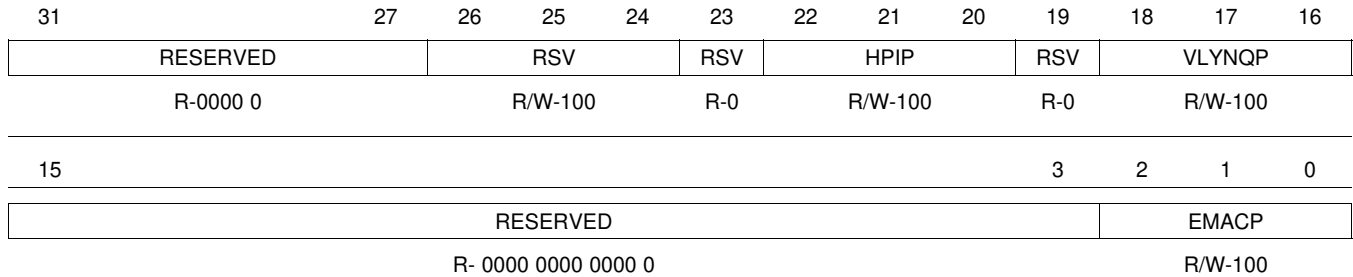 31 27 26 25 24 23 22 21 20 19 18 17 16
RESERVED RSV RSV HPIP RSV VLYNQP
R-0000 0 R/W-100 R-0 R/W-100 R-0 R/W-100
15 3 2 1 0
RESERVED EMACP
R- 0000 0000 0000 0 R/W-100